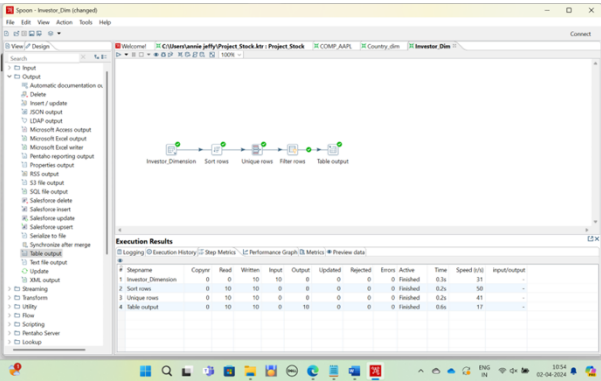 Spoon - Investor_Dim (changed)
File Edit View Action Tools Help
Connect
View Design
Welcome! C:\Users\annie jeffy\Project_Stock.ktr : Project_Stock COMP_AAPL Country_dim Investor_Dim
Search
100%
Input
Output
Automatic documentation ou
Delete
Insert / update
JSON output
LDAP output
Microsoft Access output
Microsoft Excel output
Microsoft Excel writer
Pentaho reporting output
Properties output
RSS output
S3 file output
SQL file output
Salesforce delete
Salesforce insert
Salesforce update
Salesforce upsert
Serialize to file
Synchronize after merge
Table output
Text file output
Update
XML output
Streaming
Transform
Utility
Flow
Scripting
Pentaho Server
Lookup
Investor_Dimension Sort rows Unique rows Filter rows Table output
Execution Results
Logging Execution History Step Metrics Performance Graph Metrics Preview data
# Stepname Copynr Read Written Input Output Updated Rejected Errors Active Time Speed (r/s) input/output
1 Investor_Dimension 0 0 10 10 0 0 0 0 Finished 0.3s 31 -
2 Sort rows 0 10 10 0 0 0 0 0 Finished 0.2s 50 -
3 Unique rows 0 10 10 0 0 0 0 0 Finished 0.2s 41 -
4 Table output 0 10 10 0 10 0 0 0 Finished 0.6s 17 -
ENG
IN
10:54
02-04-2024